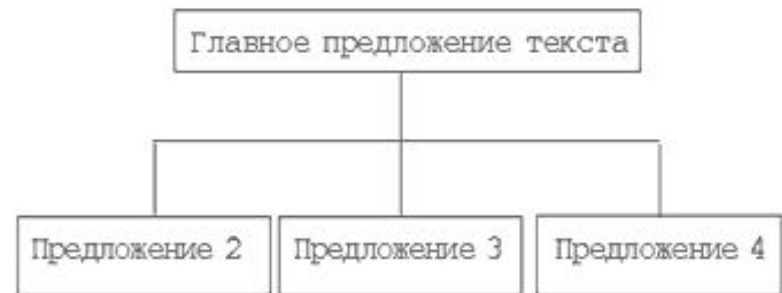 Главное предложение текста
Предложение 2 Предложение 3 Предложение 4